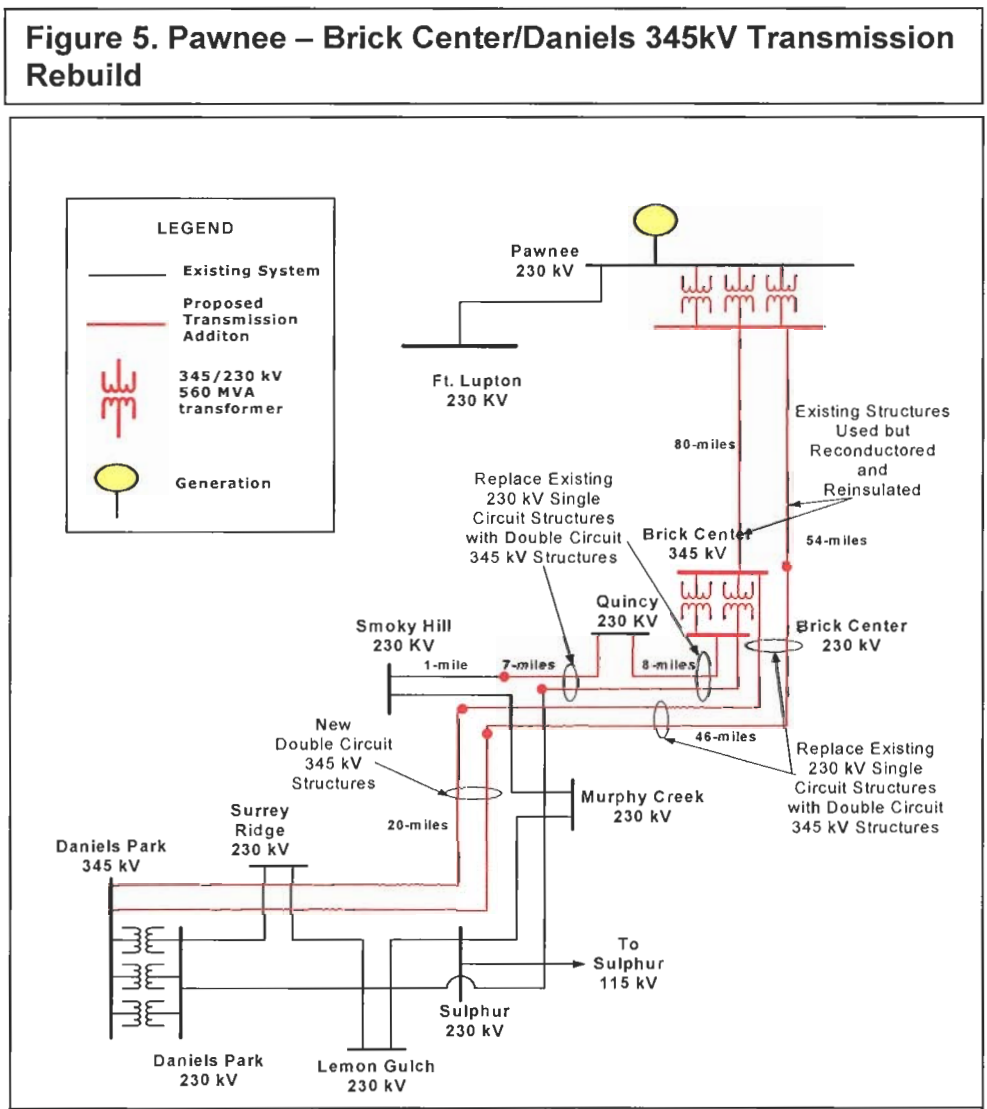 Figure 5. Pawnee – Brick Center/Daniels 345kV Transmission
Rebuild
LEGEND
Existing System
Proposed
Transmission
Additon
345/230 kV
560 MVA
transformer
Generation
Pawnee
230 kV
Ft. Lupton
230 KV
80-miles
Existing Structures
Used but
Reconductored
and
Reinsulated
Replace Existing
230 kV Single
Circuit Structures
with Double Circuit
345 kV Structures
Brick Center
345 kV
54-miles
Quincy
230 KV
Brick Center
230 kV
Smoky Hill
230 KV
1-mile
7-miles
8-miles
46-miles
New
Double Circuit
345 kV
Structures
Replace Existing
230 kV Single
Circuit Structures
with Double Circuit
345 kV Structures
Murphy Creek
230 kV
20-miles
Surrey
Ridge
230 kV
Daniels Park
345 kV
To
Sulphur
115 kV
Sulphur
230 kV
Daniels Park
230 kV
Lemon Gulch
230 kV